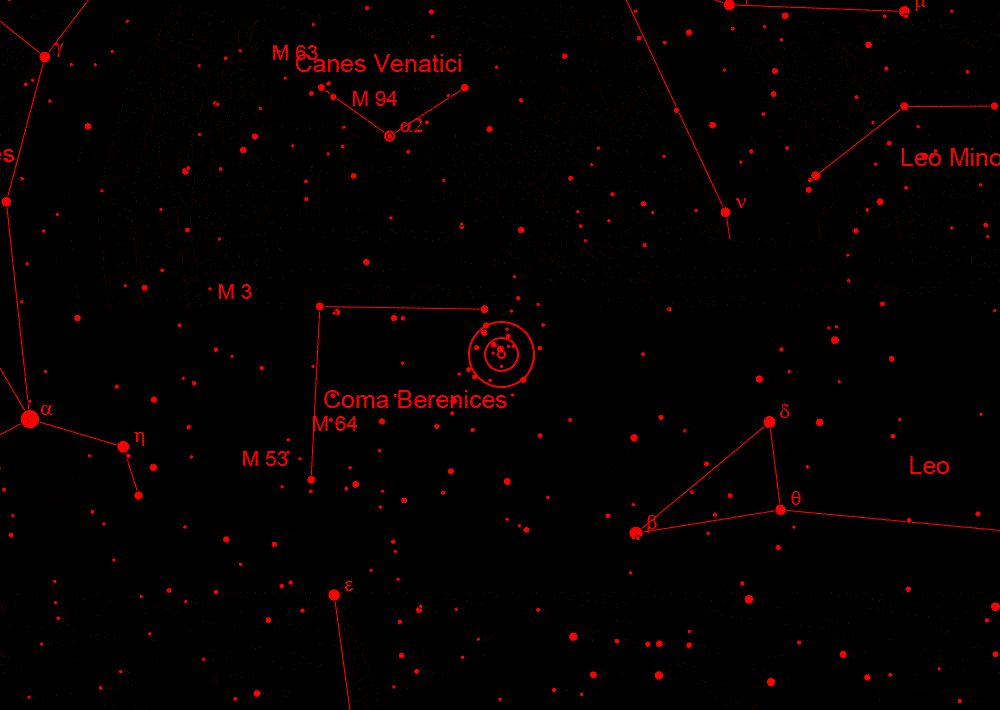 μ
γ
M 63
Canes Venatici
M 94
α2
es
Leo Mino
ν
M 3
Coma Berenices
α
δ
M 64
η
M 53
Leo
θ
β
ε